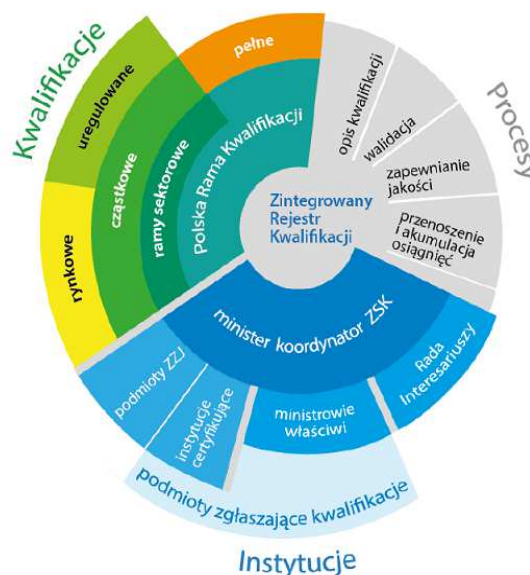 Kwalifikacje
uregulowane
pełne
rynkowe
cząstkowe
ramy sektorowe
Polska Rama Kwalifikacji
Zintegrowany
Rejestr
Kwalifikacji
Procesy
opis kwalifikacji
walidacja
zapewnianie
jakości
przenoszenie
i akumulacja
osiągnięć
minister koordynator ZSK
podmioty ZZJ
instytucje
certyfikujące
ministrowie
właściwi
Rada
Interesariuszy
podmioty zgłaszające kwalifikacje
Instytucje